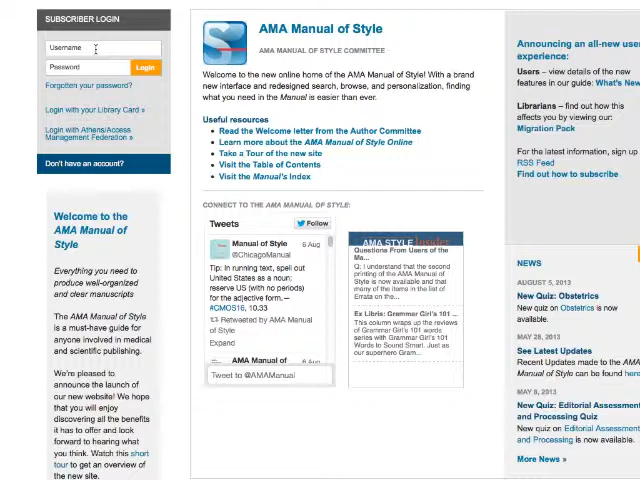 SUBSCRIBER LOGIN
Username
Password
Login
Forgotten your password?
Login with your Library Card »
Login with Athens/Access
Management Federation »
Don't have an account?
Welcome to the
AMA Manual of
Style
Everything you need to
produce well-organized
and clear manuscripts
The AMA Manual of Style
is a must-have guide for
anyone involved in medical
and scientific publishing.
We're pleased to
announce the launch of
our new website! We hope
that you will enjoy
discovering all the benefits
it has to offer and look
forward to hearing what
you think. Watch this short
tour to get an overview of
the new site.
AMA Manual of Style
AMA MANUAL OF STYLE COMMITTEE
Welcome to the new online home of the AMA Manual of Style! With a brand
new interface and redesigned search, browse, and personalization, finding
what you need in the Manual is easier than ever.
Useful resources
• Read the Welcome letter from the Author Committee
• Learn more about the AMA Manual of Style Online
• Take a Tour of the new site
• Visit the Table of Contents
• Visit the Manual's Index
CONNECT TO THE AMA MANUAL OF STYLE:
Tweets
Follow
Manual of Style 6 Aug
@ChicagoManual
Tip: In running text, spell out
United States as a noun;
reserve US (with no periods)
for the adjective form.—
#CMOS16, 10.33
Retweeted by AMA Manual
of Style
Expand
AMA Manual of 6 Aug
Tweet to @AMAManual
AMA STYLE Insider
Questions From Users of the
Ma...
Q: I understand that the second
printing of the AMA Manual of
Style is now available and that
many of the items in the list of
Errata on the...
Ex Libris: Grammar Girl's 101 ...
This column wraps up the reviews
of Grammar Girl's 101 words
series with Grammar Girl's 101
Words to Sound Smart. Just as
our superhero Gram...
Announcing an all-new user
experience:
Users – view details of the new
features in our guide: What's New
Librarians – find out how this
affects you by viewing our:
Migration Pack
For the latest information, sign up
RSS Feed
Find out how to subscribe
NEWS
AUGUST 5, 2013
New Quiz: Obstetrics
New quiz on Obstetrics is now
available.
MAY 28, 2013
See Latest Updates
Recent Updates made to the AMA
Manual of Style can be found here
MAY 8, 2013
New Quiz: Editorial Assessment
and Processing Quiz
New quiz on Editorial Assessment
and Processing is now available.
More News »